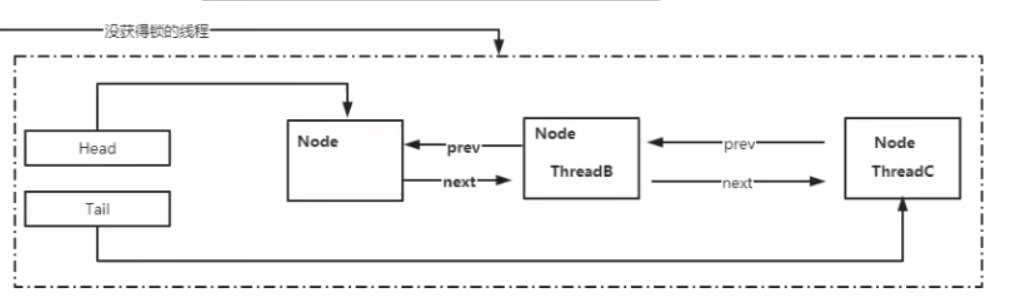 没获得锁的线程
Head
Tail
Node
prev
next
Node
ThreadB
prev
next
Node
ThreadC